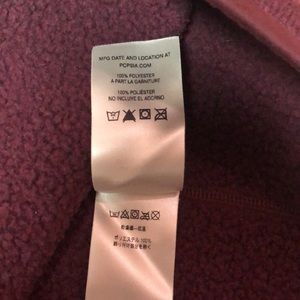 MFG DATE AND LOCATION AT
PCPSIA.COM
100% POLYESTER
À PART LA GARNITURE
100% POLIÉSTER
NO INCLUYE EL ADORNO
ポリエステル 100%